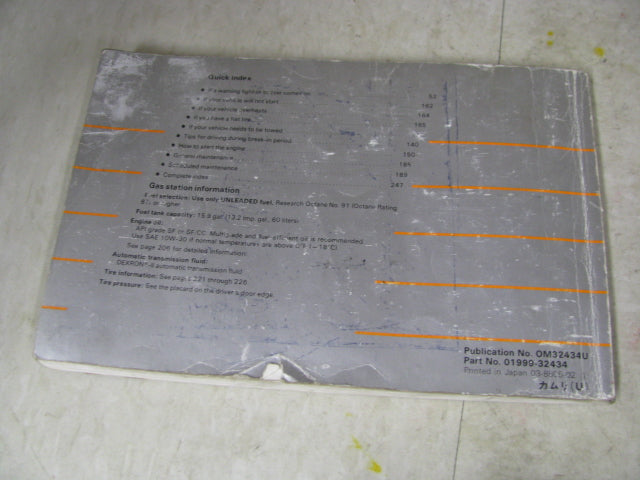 Quick index
● If a warning light or
53
● If your vehicle will not start
162
● If your vehicle overheats
164
● If you have a flat tire
165
● If your vehicle needs to be towed
● Tips for driving during break-in period
140
● How to start the engine
150
● General maintenance
185
● Scheduled maintenance
189
● Complete index
247
Gas station information
Fuel selection: Use only UNLEADED fuel, Research Octane No. 91 (Octane Rating
87) or higher
Fuel tank capacity: 15.9 gal. (13.2 Imp. gal., 60 liters)
Engine oil:
API grade SF or SF/CC. Multigrade and fuel-efficient oil is recommended.
Use SAE 10W-30 if normal temperatures are above 0°F (-18°C)
See page 206 for detailed information.
Automatic transmission fluid:
DEXRON®-II automatic transmission fluid
Tire information: See pages 221 through 226
Tire pressure: See the placard on the driver's door edge.
Publication No. OM32434U
Part No. 01999-32434
Printed in Japan
カムリ(U)